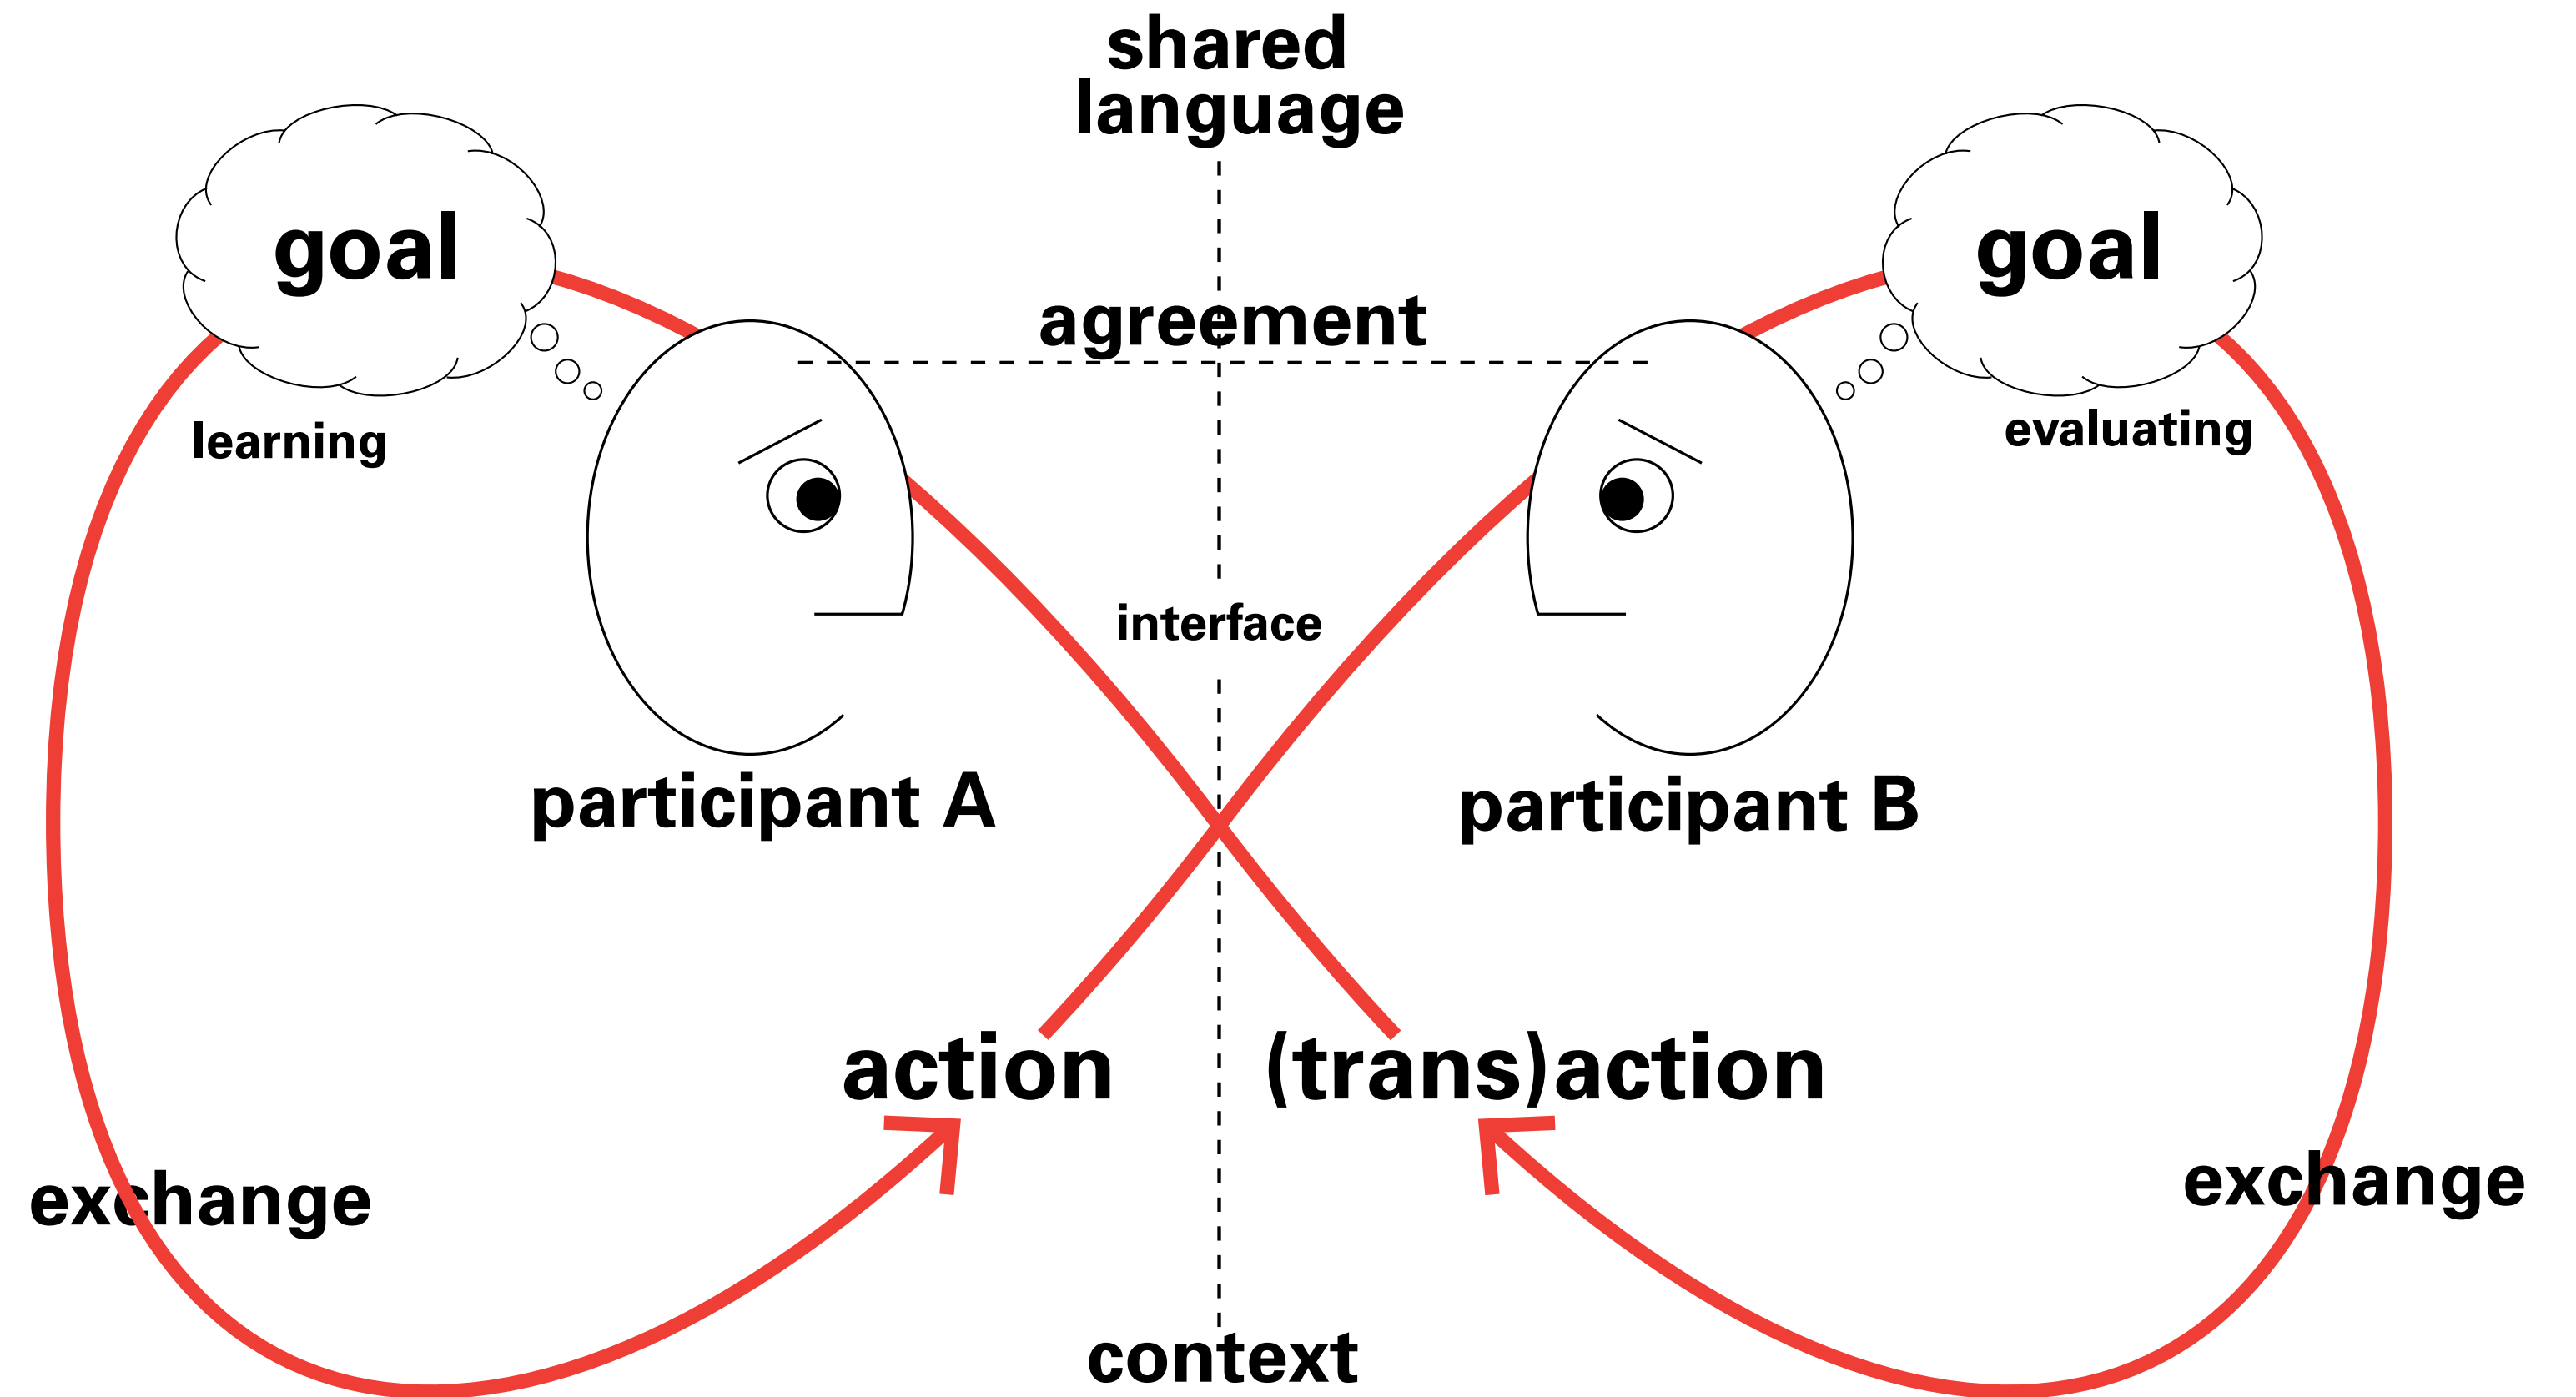 shared
language
goal
goal
agreement
learning
evaluating
interface
participant A
participant B
action
(trans)action
exchange
exchange
context